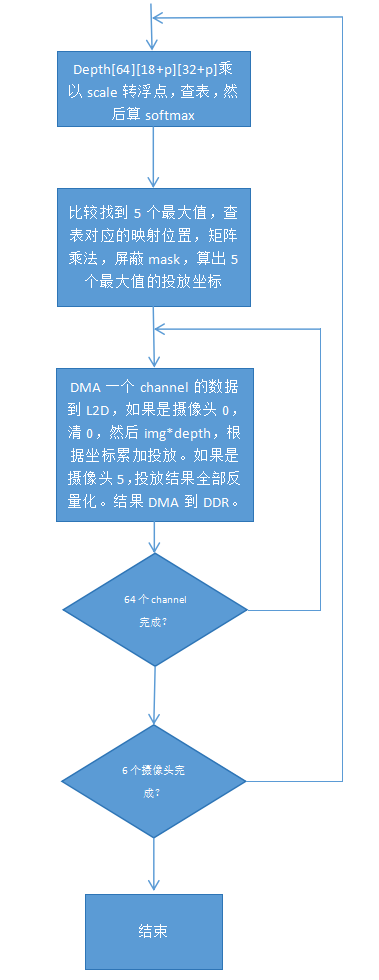 Depth[64][18+p][32+p]乘
以 scale 转浮点，查表，然
后算 softmax
比较找到 5 个最大值，查
表对应的映射位置，矩阵
乘法，屏蔽 mask，算出 5
个最大值的投放坐标
DMA 一个 channel 的数据
到 L2D，如果是摄像头 0，
清 0，然后 img*depth，根
据坐标累加投放。如果是
摄像头 5，投放结果全部反
量化。结果 DMA 到 DDR。
64 个 channel
完成？
6 个摄像头完
成？
结束